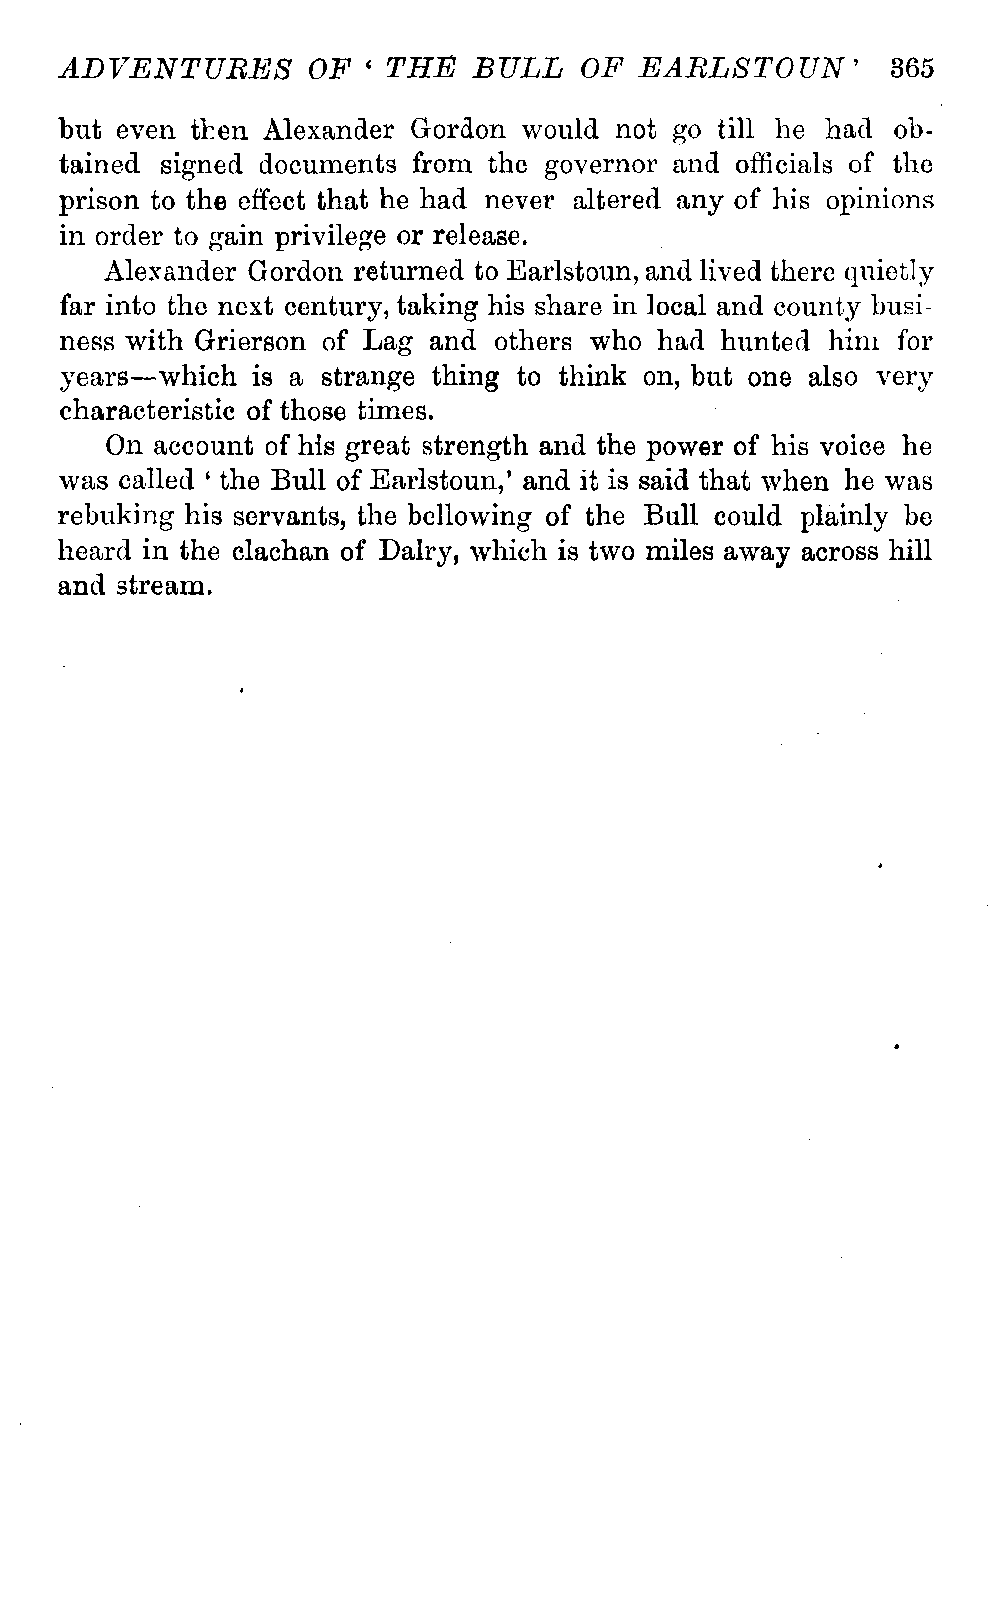 ADVENTURES OF ‘ THE BULL OF EARLSTOUN’ 365
but even then Alexander Gordon would not go till he had ob-
tained signed documents from the governor and officials of the
prison to the effect that he had never altered any of his opinions
in order to gain privilege or release.
Alexander Gordon returned to Earlstoun, and lived there quietly
far into the next century, taking his share in local and county busi-
ness with Grierson of Lag and others who had hunted him for
years—which is a strange thing to think on, but one also very
characteristic of those times.
On account of his great strength and the power of his voice he
was called ‘ the Bull of Earlstoun,’ and it is said that when he was
rebuking his servants, the bellowing of the Bull could plainly be
heard in the clachan of Dalry, which is two miles away across hill
and stream.